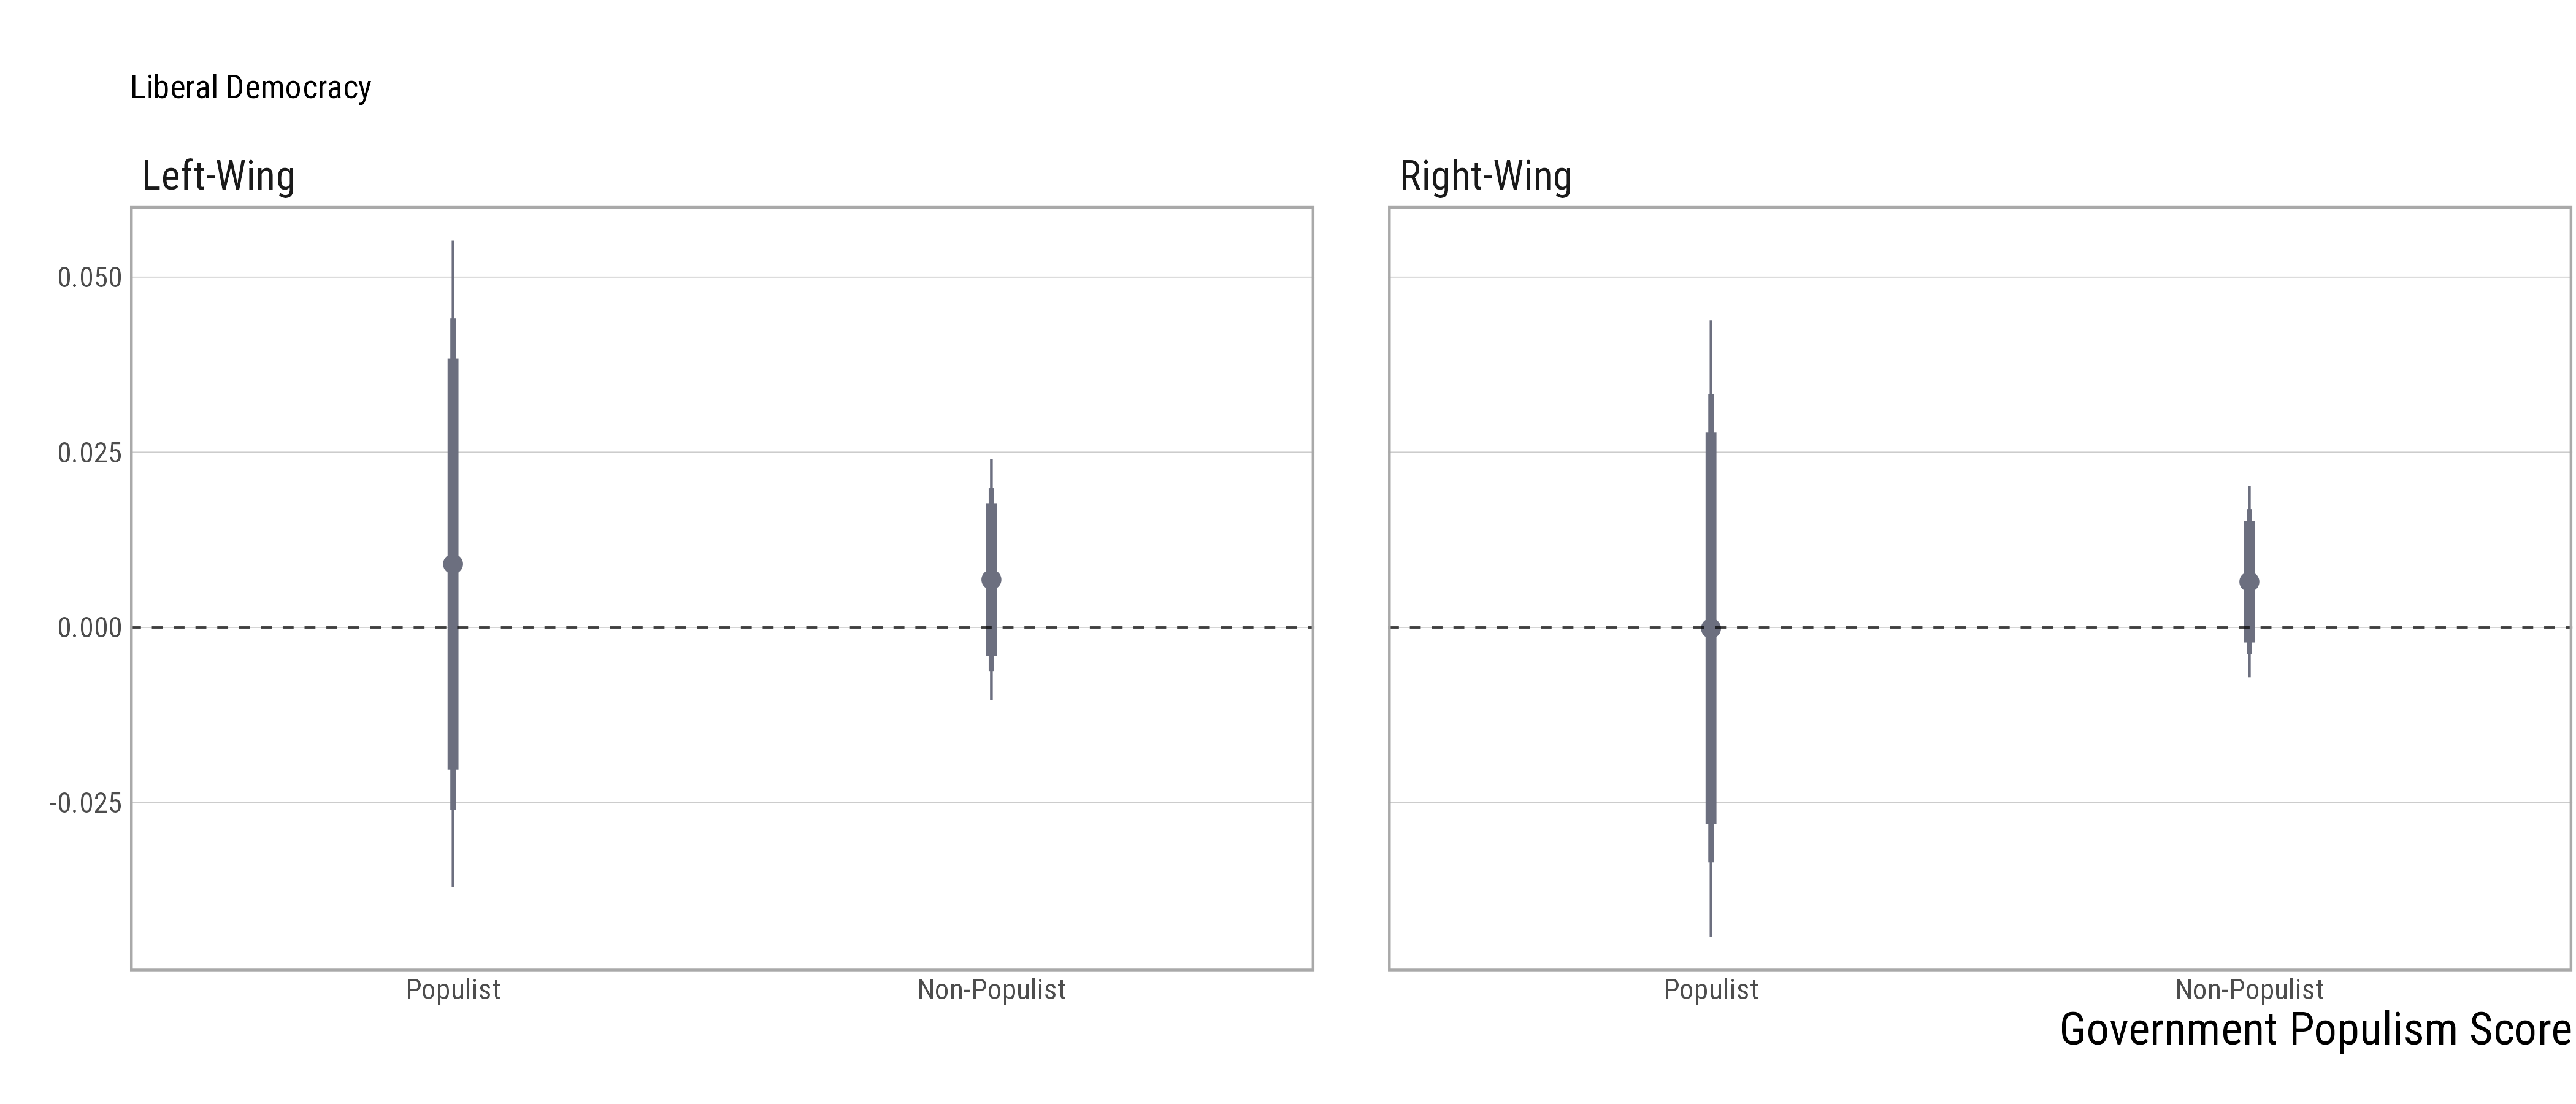 Liberal Democracy
Left-Wing
Right-Wing
0.050
0.025
0.000
-0.025
Populist
Non-Populist
Populist
Non-Populist
Government Populism Score